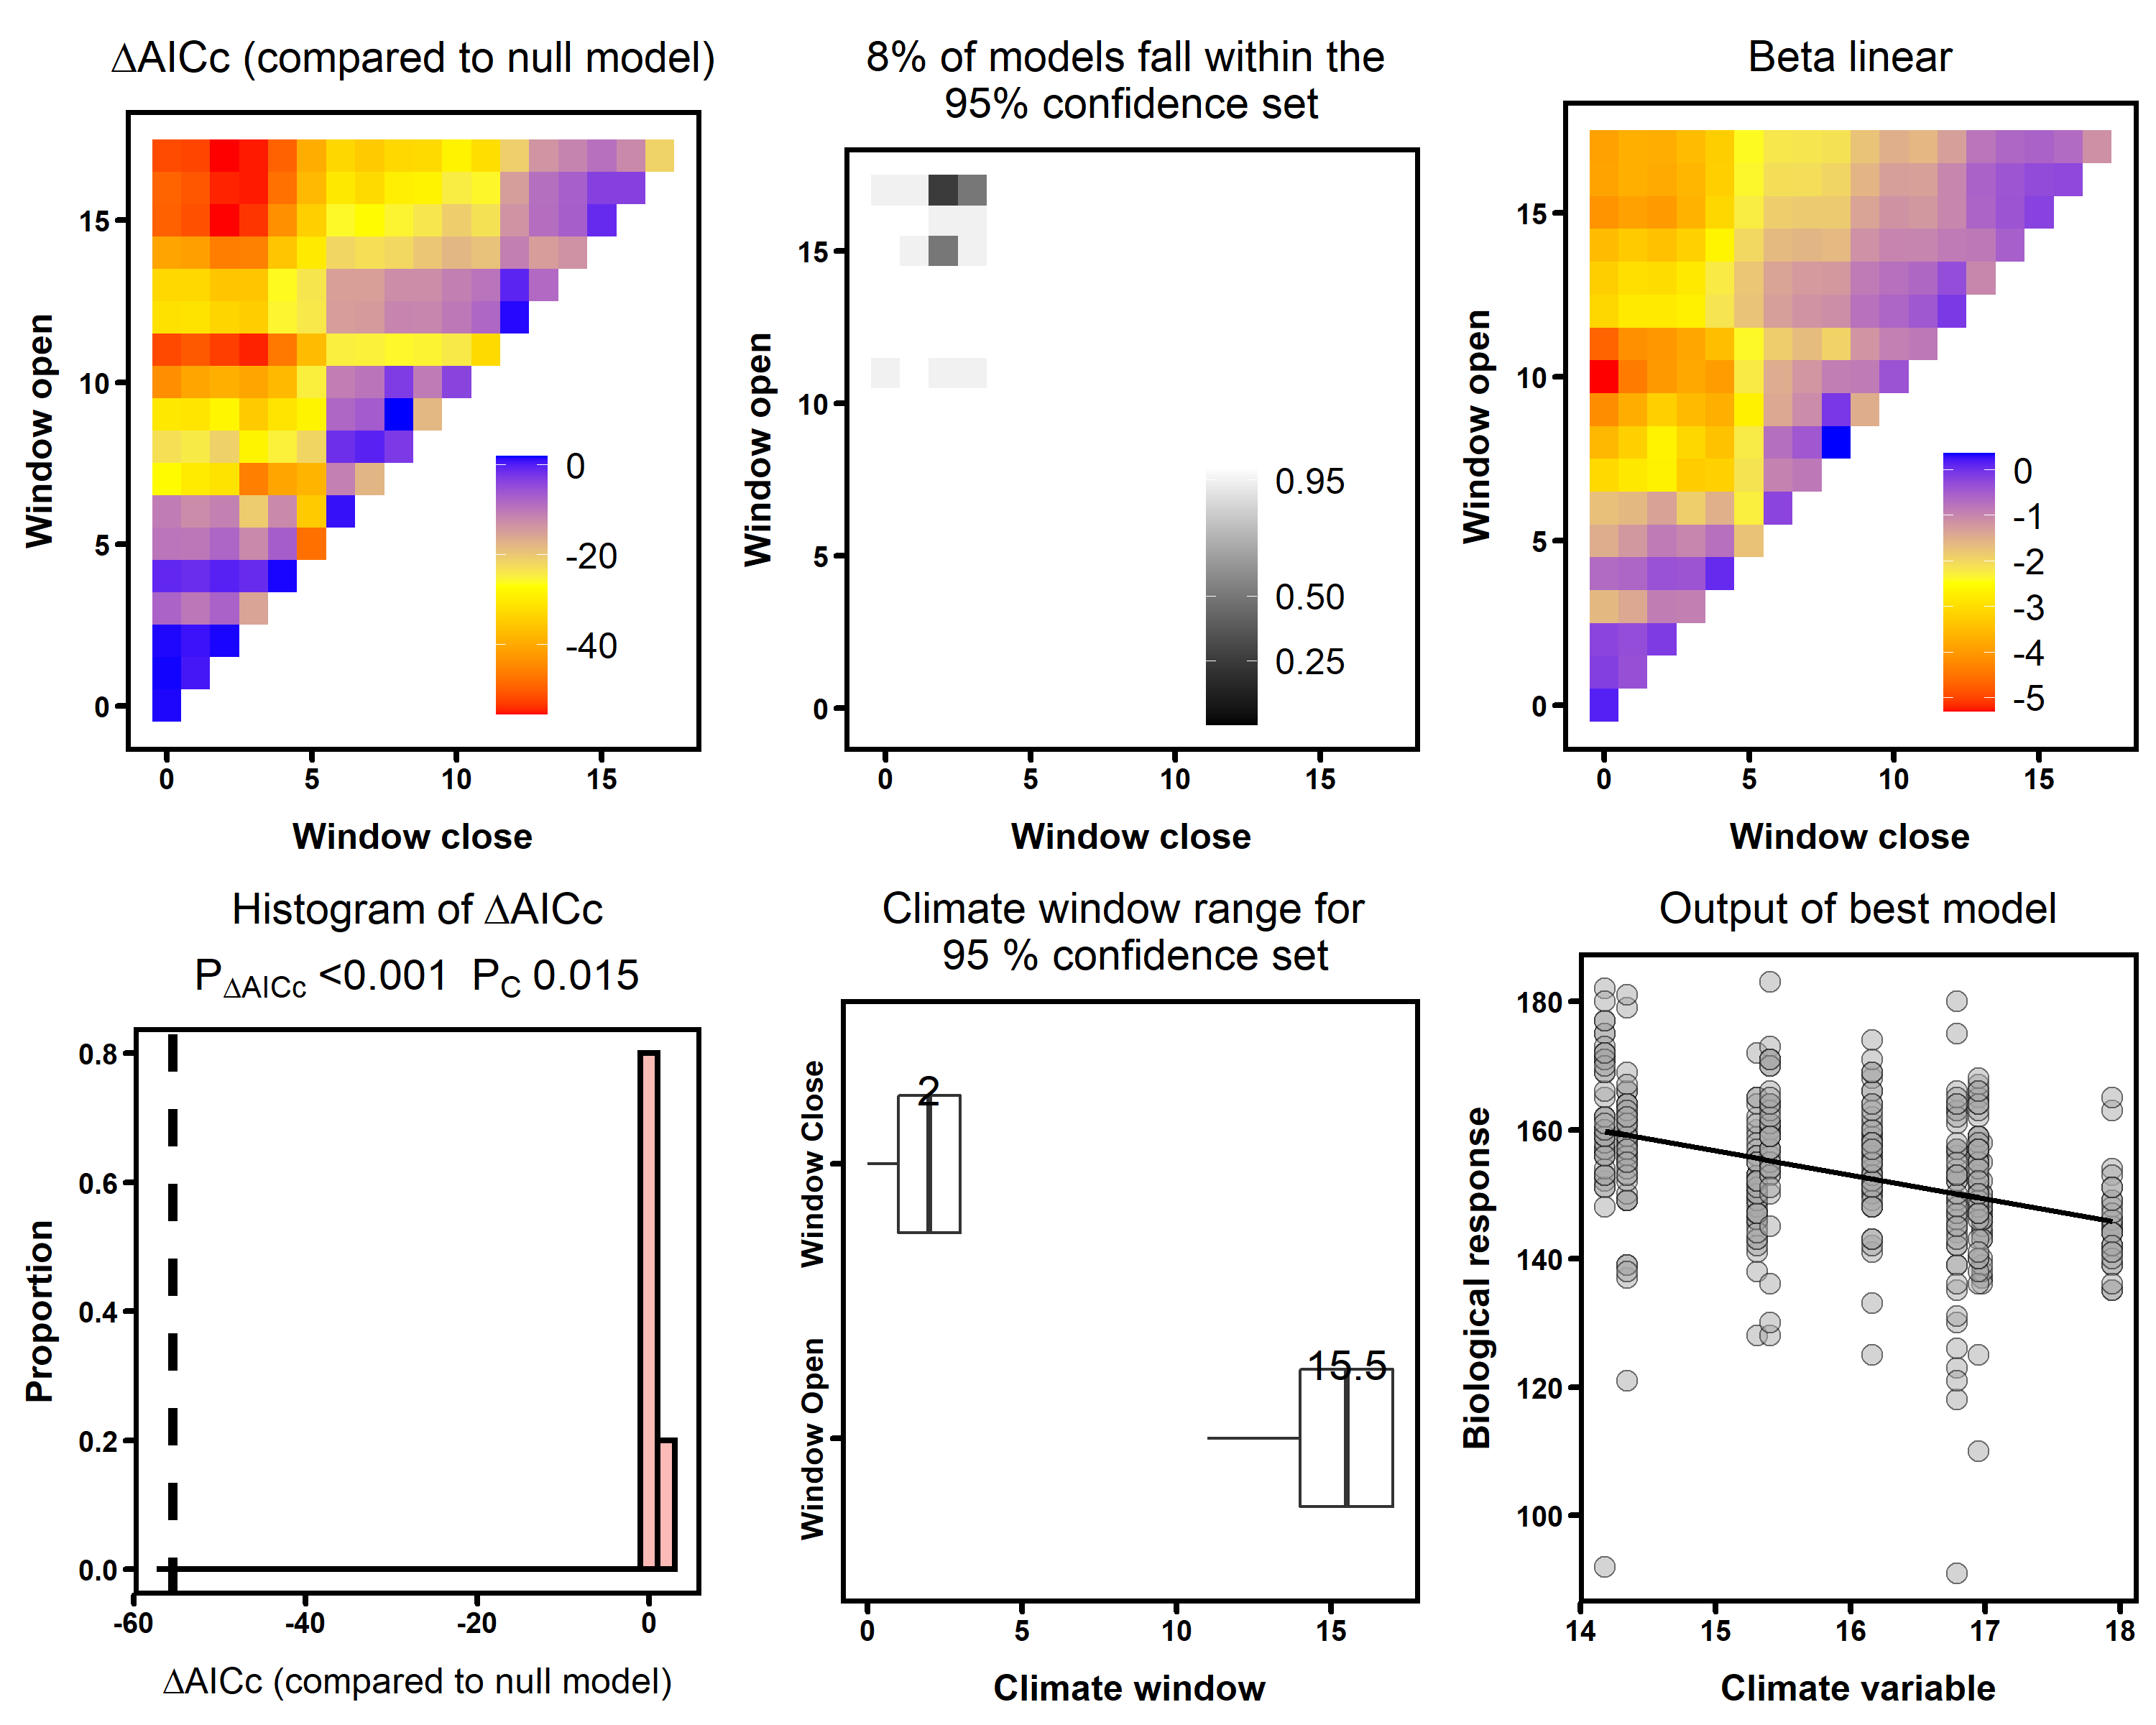 ΔAICc (compared to null model)
Window open
15
10
5
0
0
-20
-40
0
5
10
15
Window close
8% of models fall within the
95% confidence set
Window open
15
10
5
0
0.95
0.50
0.25
0
5
10
15
Window close
Beta linear
Window open
15
10
5
0
0
-1
-2
-3
-4
-5
0
5
10
15
Window close
Histogram of ΔAICc
PΔAICc <0.001 PC 0.015
Proportion
0.8
0.6
0.4
0.2
0.0
-60
-40
-20
0
ΔAICc (compared to null model)
Climate window range for
95 % confidence set
Window Close
2
Window Open
15.5
0
5
10
15
Climate window
Output of best model
Biological response
180
160
140
120
100
14
15
16
17
18
Climate variable